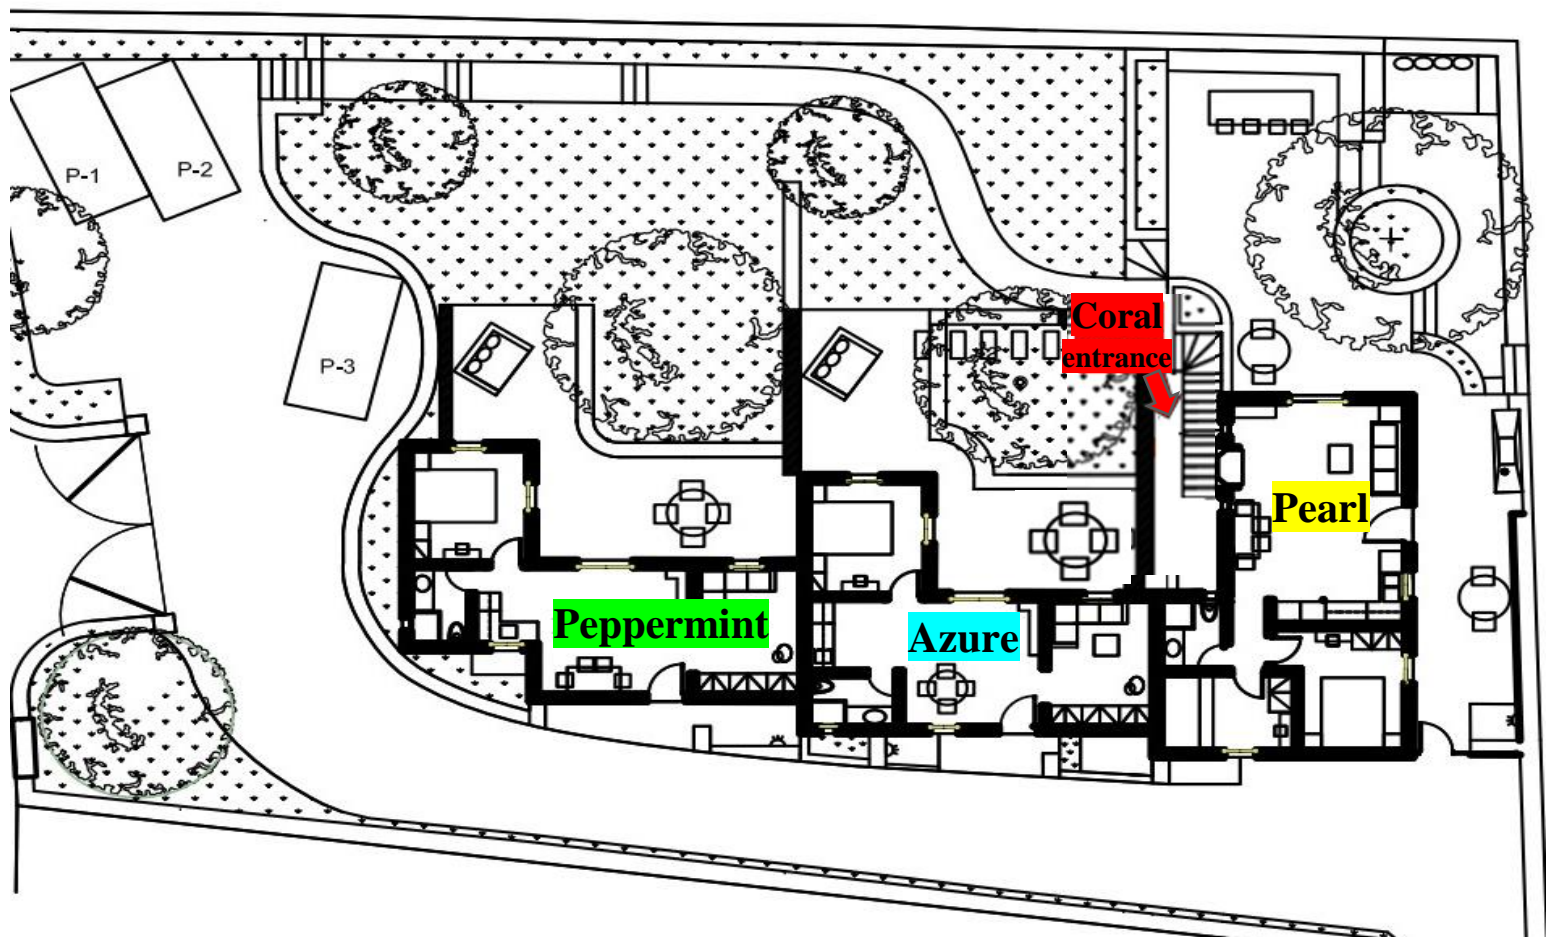 P-1
P-2
P-3
Coral
entrance
Pearl
Peppermint
Azure